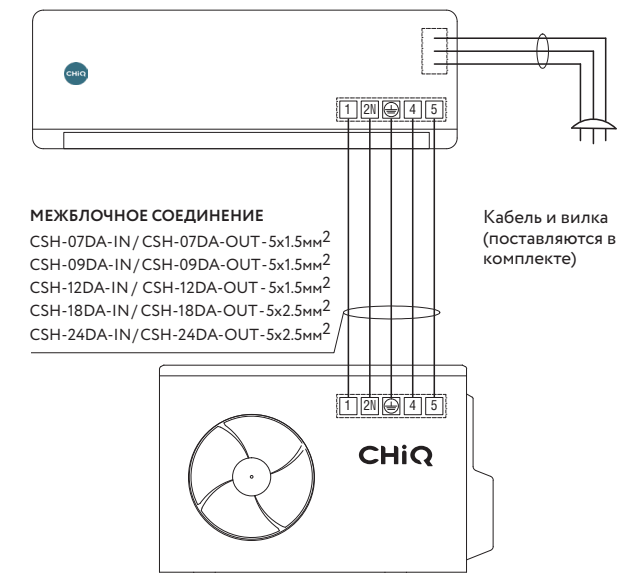 CHiQ
1 2N 4 5
МЕЖБЛОЧНОЕ СОЕДИНЕНИЕ
CSH-07DA-IN / CSH-07DA-OUT - 5x1.5мм²
CSH-09DA-IN / CSH-09DA-OUT - 5x1.5мм²
CSH-12DA-IN / CSH-12DA-OUT - 5x1.5мм²
CSH-18DA-IN / CSH-18DA-OUT - 5x2.5мм²
CSH-24DA-IN / CSH-24DA-OUT - 5x2.5мм²
Кабель и вилка
(поставляются в
комплекте)
1 2N 4 5
CHiQ